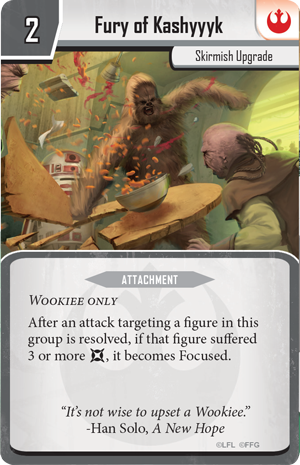 2
Fury of Kashyyyk
Skirmish Upgrade
ATTACHMENT
WOOKIEE ONLY
After an attack targeting a figure in this
group is resolved, if that figure suffered
3 or more , it becomes Focused.
"It's not wise to upset a Wookiee."
-Han Solo, A New Hope
©LFL ©FFG